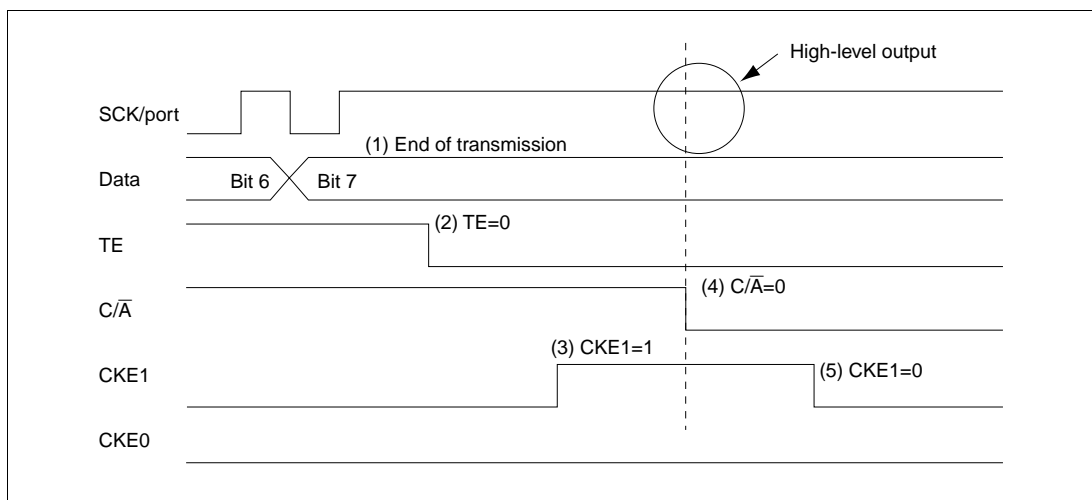 High-level output
SCK/port
(1) End of transmission
Data
Bit 6
Bit 7
(2) TE=0
TE
(4) C/A̅=0
C/A̅
(3) CKE1=1
CKE1
(5) CKE1=0
CKE0